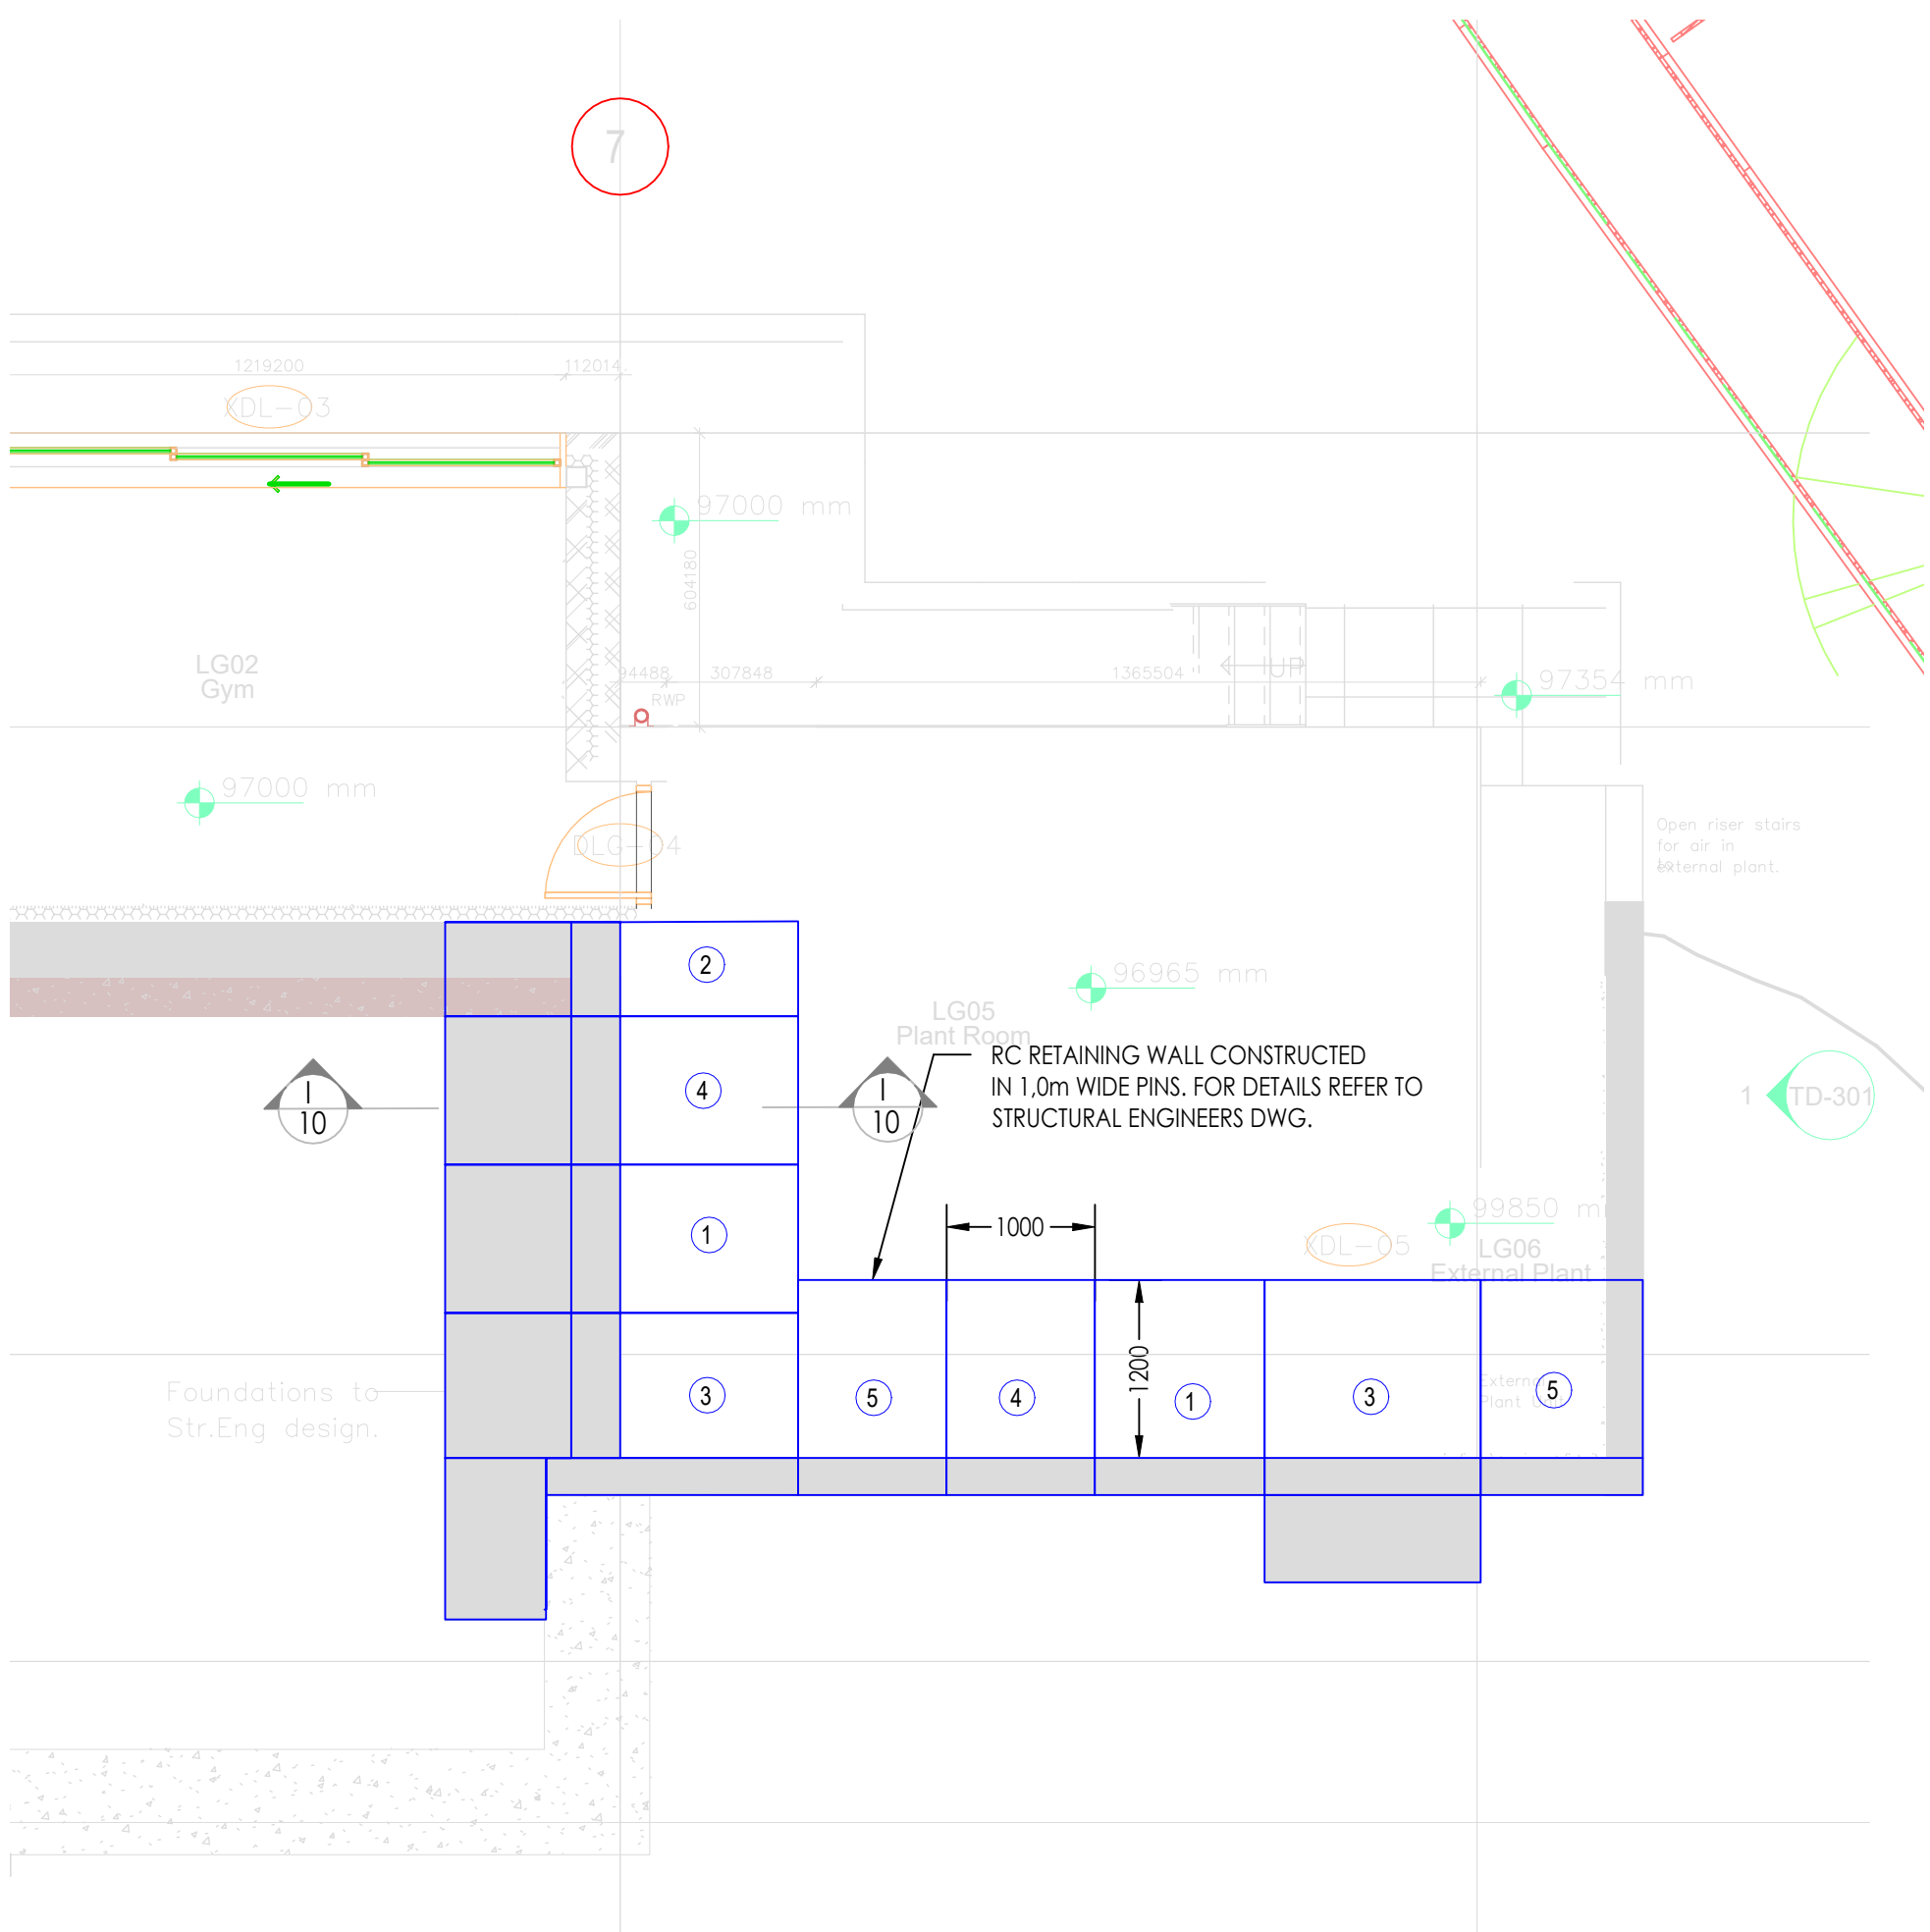 7
1219200
112014
XDL-03
97000 mm
604180
LG02
Gym
94488
307848
1365504
UP
RWP
97354 mm
97000 mm
DLG-04
Open riser stairs
for air in
to
external plant.
2
96965 mm
LG05
Plant Room
RC RETAINING WALL CONSTRUCTED
IN 1,0m WIDE PINS. FOR DETAILS REFER TO
STRUCTURAL ENGINEERS DWG.
I
10
4
I
10
1
TD-301
1
1000
99850 m
XDL-05
LG06
External Plant
1200
Foundations to
Str.Eng design.
3
5
4
1
3
Extern
Plant
5